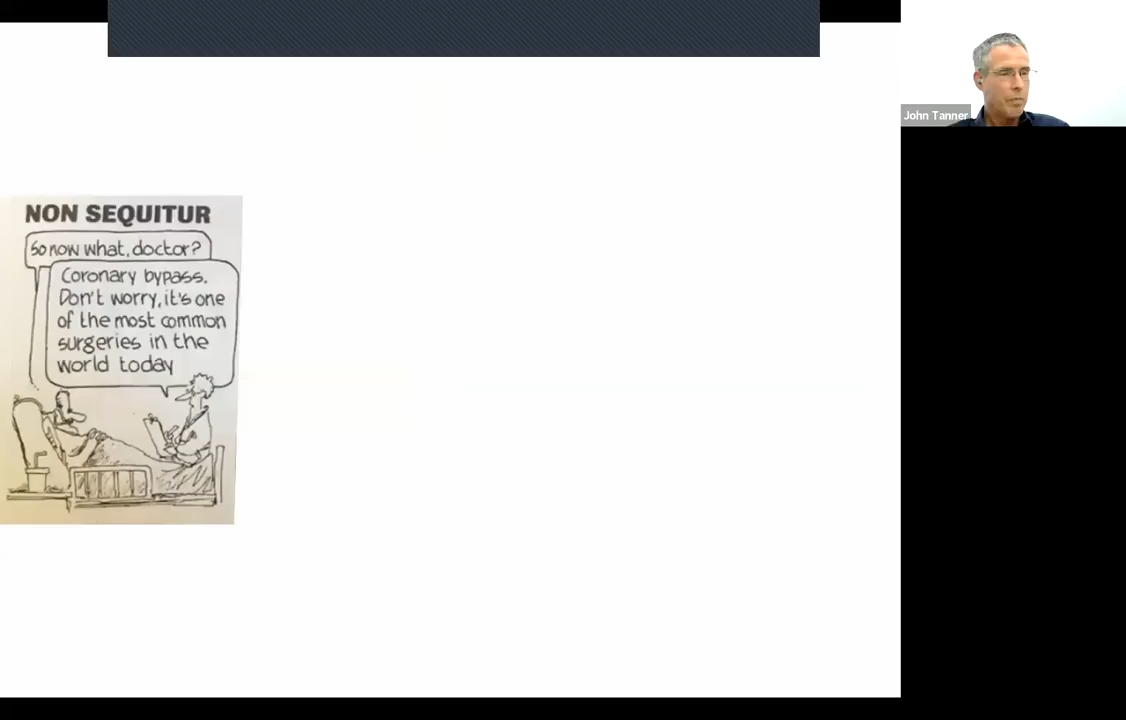 NON SEQUITUR
So now what, doctor?
Coronary bypass.
Don't worry, it's one
of the most common
surgeries in the
world today
John Tanner